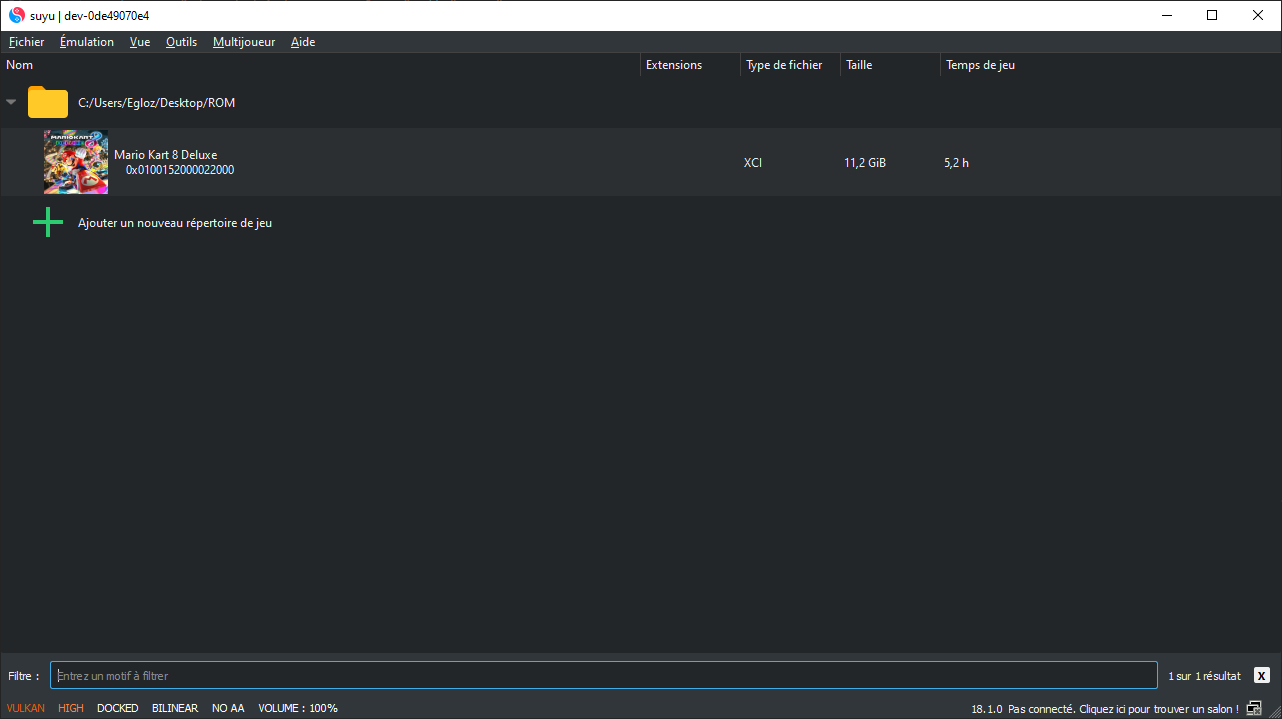 suyu | dev-0de49070e4
Fichier Émulation Vue Outils Multijoueur Aide
Nom Extensions Type de fichier Taille Temps de jeu
C:/Users/Egloz/Desktop/ROM
MARIOKART
Mario Kart 8 Deluxe XCI 11,2 GiB 5,2 h
0x0100152000022000
Ajouter un nouveau répertoire de jeu
Filtre : Entrez un motif à filtrer 1 sur 1 résultat X
VULKAN HIGH DOCKED BILINEAR NO AA VOLUME : 100% 18.1.0 Pas connecté. Cliquez ici pour trouver un salon !